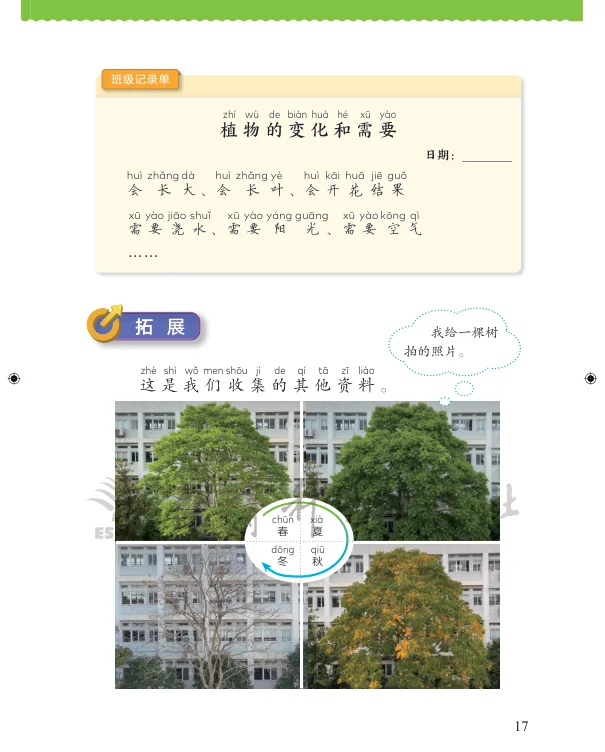 班级记录单
zhí wù de biàn huà hé xū yào
植物的变化和需要
日期：
huì zhǎng dà huì zhǎng yè huì kāi huā jiē guǒ
会长大、会长叶、会开花结果
xū yào jiāo shuǐ xū yào yáng guāng xū yào kōng qì
需要浇水、需要阳光、需要空气
……
拓展
我给一棵树
拍的照片。
zhè shì wǒ men shōu jí de qí tā zī liào
这是我们收集的其他资料。
chūn xià
春 夏
dōng qiū
冬 秋
17